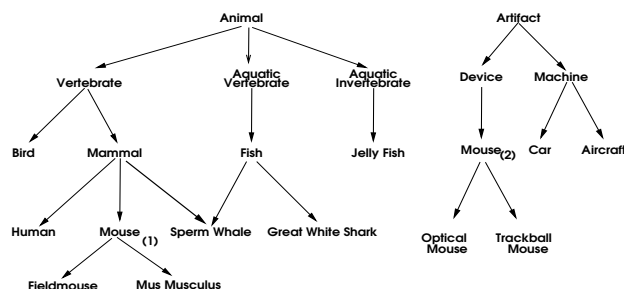 Animal Artifact
Vertebrate Aquatic Vertebrate Aquatic Invertebrate Device Machine
Bird Mammal Fish Jelly Fish Mouse (2) Car Aircraft
Human Mouse (1) Sperm Whale Great White Shark Optical Mouse Trackball Mouse
Fieldmouse Mus Musculus